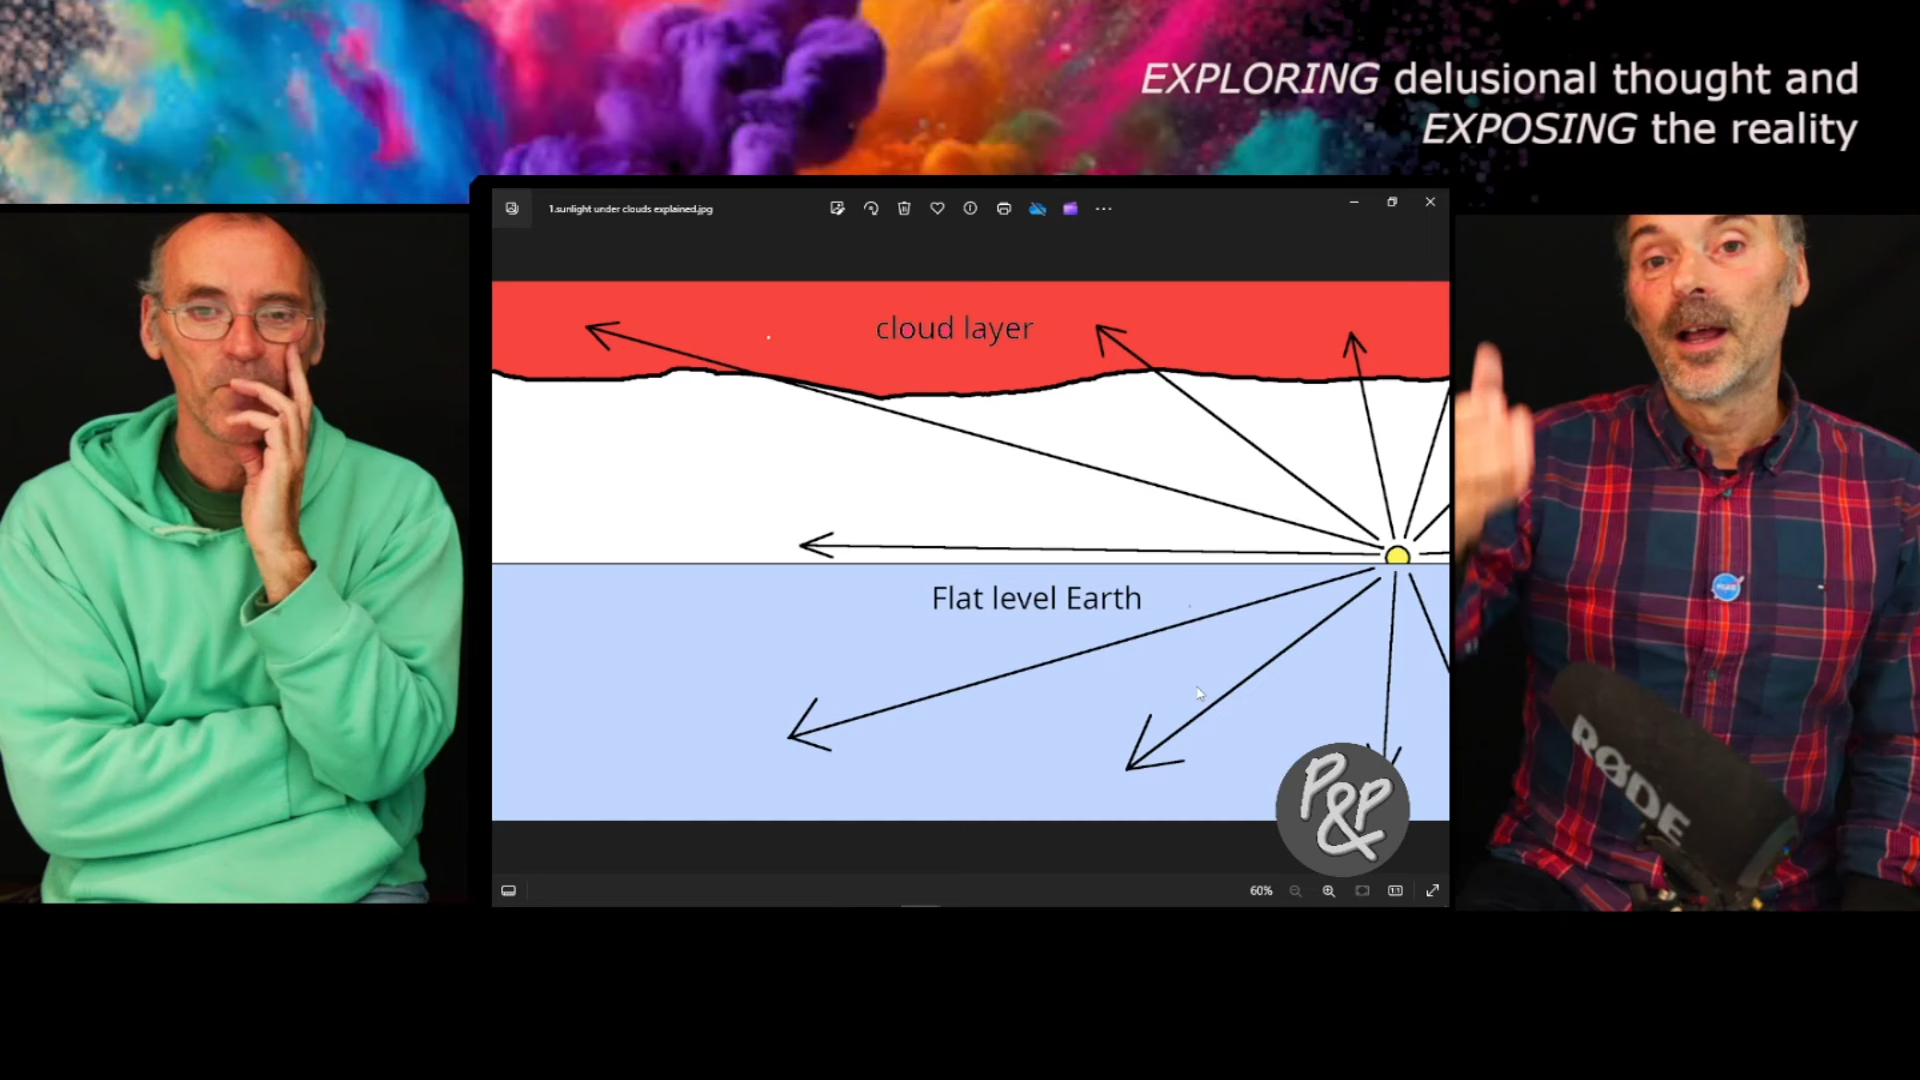 EXPLORING delusional thought and
EXPOSING the reality
1.sunlight under clouds explained.jpg
cloud layer
Flat level Earth
P&P
RØDE
60%